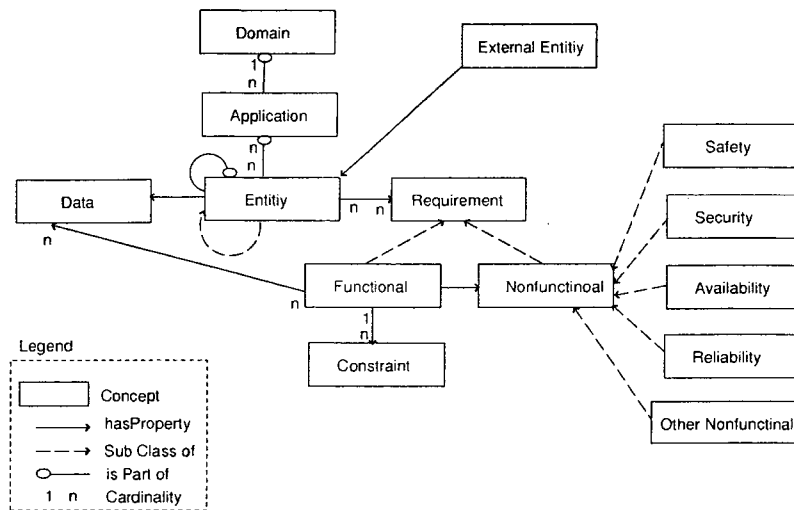 Domain
External Entitiy
1
n
Application
n
n
Safety
Data
Entitiy
n
n
Requirement
n
Security
Functional
Nonfunctinoal
Availability
n
1
n
Constraint
Reliability
Other Nonfunctinal
Legend
Concept
hasProperty
Sub Class of
is Part of
1 n Cardinality